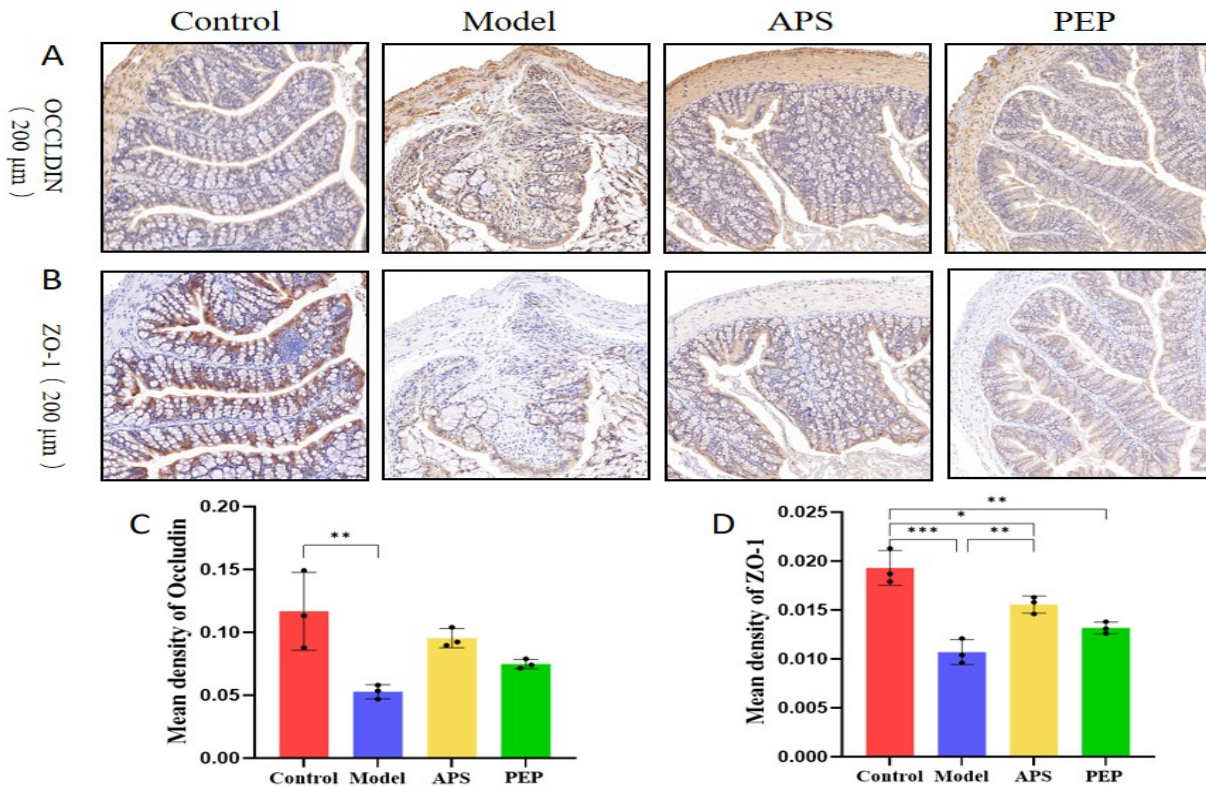 Control Model APS PEP
A
OCCLDIN
( 200 μm )
B
ZO-1 ( 200 μm )
C
Mean density of Occludin
0.20
0.15
0.10
0.05
0.00
**
Control Model APS PEP
D
Mean density of ZO-1
0.025
0.020
0.015
0.010
0.005
0.000
**
*
*** **
Control Model APS PEP